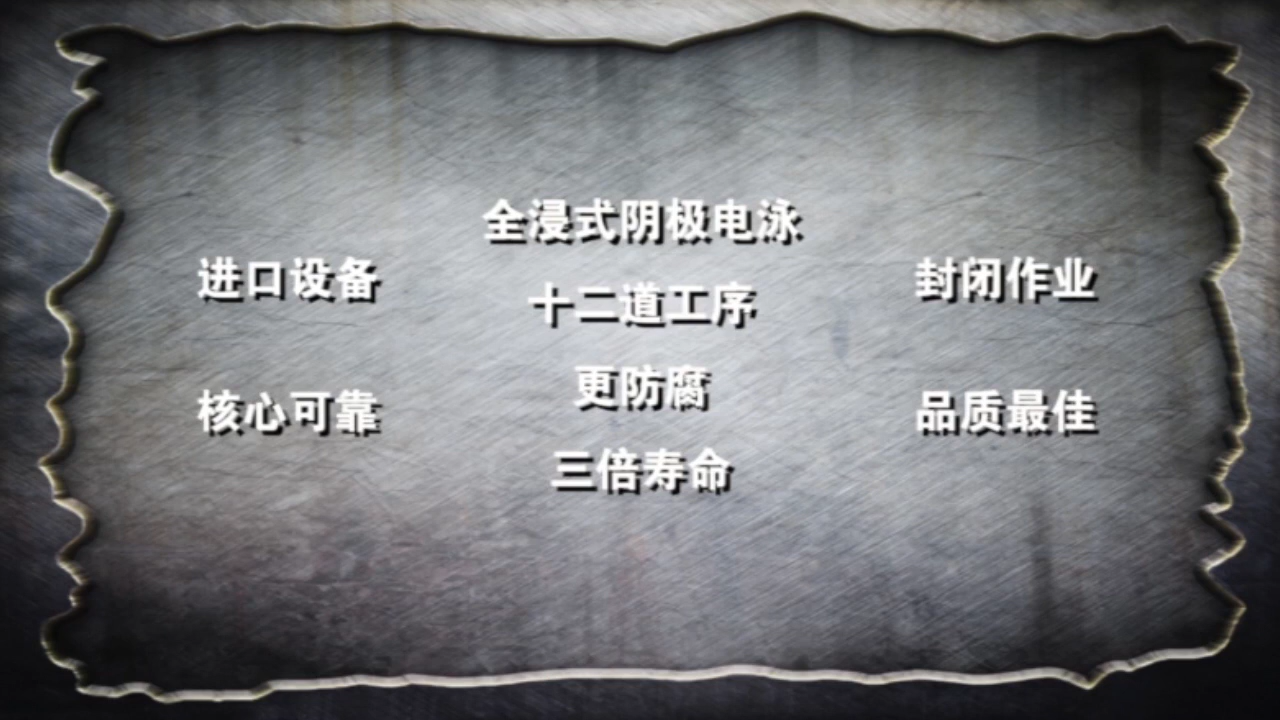 进口设备
核心可靠
全浸式阴极电泳
十二道工序
更防腐
三倍寿命
封闭作业
品质最佳